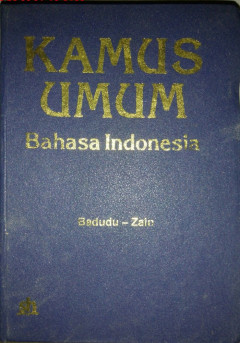 KAMUS
UMUM
Bahasa Indonesia
Badudu – Zain